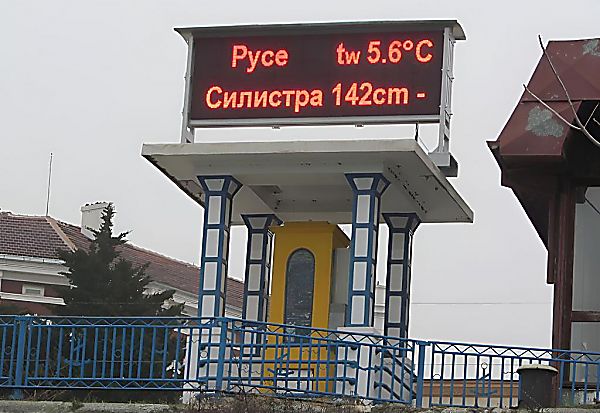 Русе tw 5.6°C
Силистра 142cm -